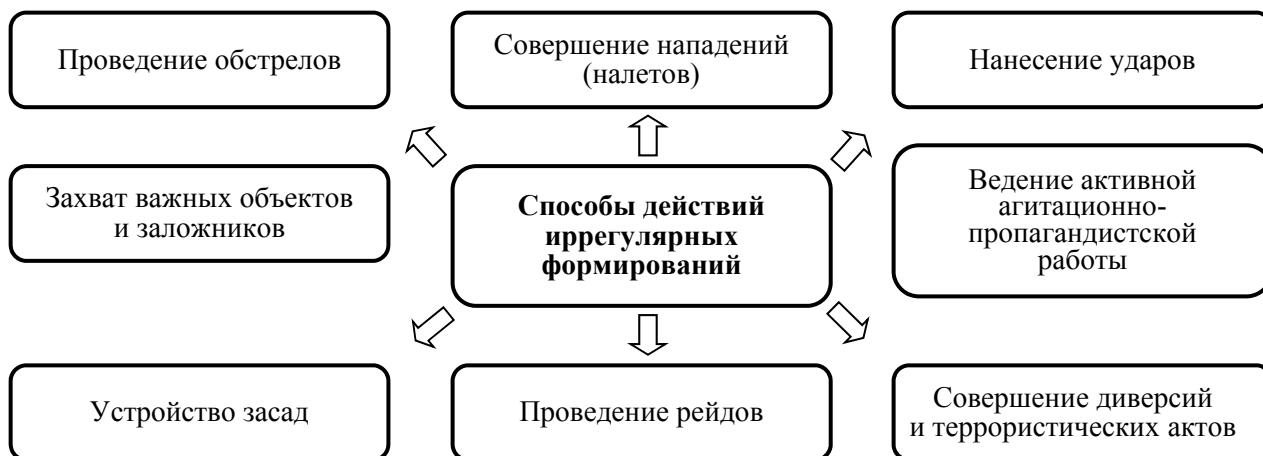 Проведение обстрелов
Совершение нападений
(налетов)
Нанесение ударов
Захват важных объектов
и заложников
Способы действий
иррегулярных
формирований
Ведение активной
агитационно-
пропагандистской
работы
Устройство засад
Проведение рейдов
Совершение диверсий
и террористических актов